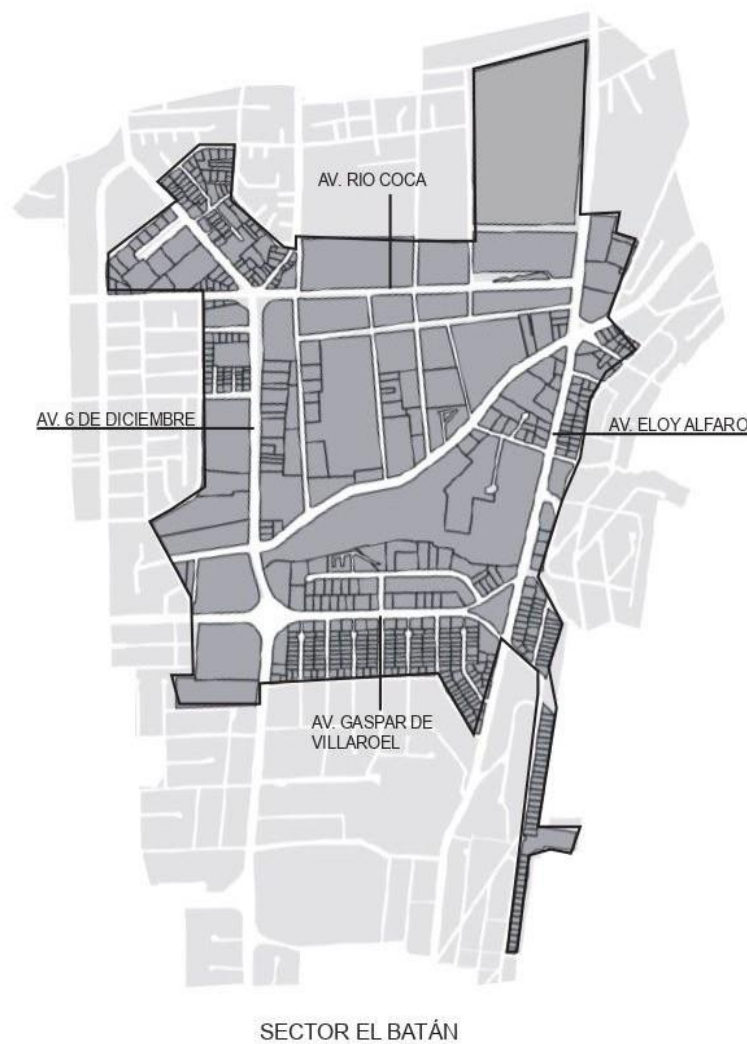 AV. RIO COCA
AV. 6 DE DICIEMBRE
AV. ELOY ALFARO
AV. GASPAR DE
VILLAROEL
SECTOR EL BATÁN